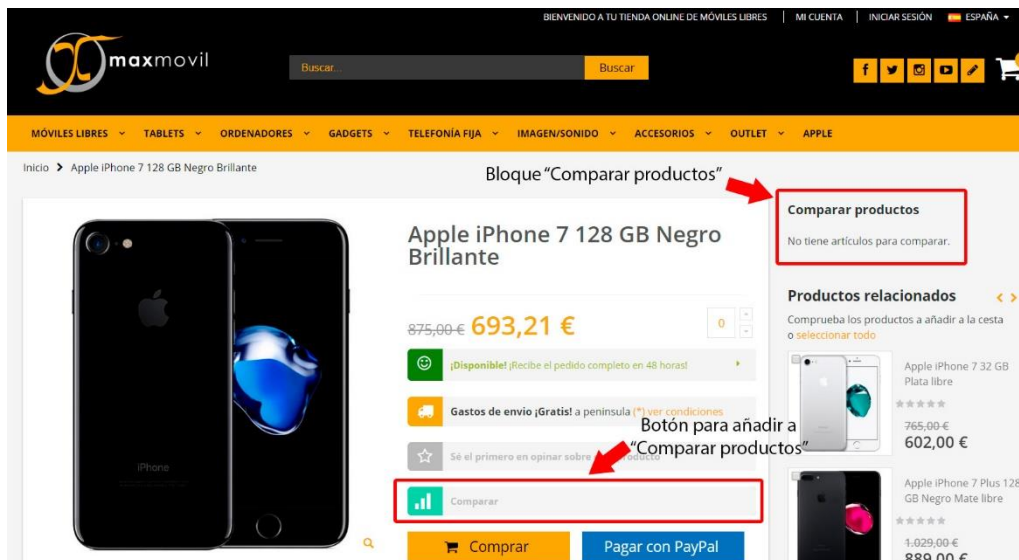 BIENVENIDO A TU TIENDA ONLINE DE MÓVILES LIBRES
MI CUENTA
INICIAR SESIÓN
ESPAÑA
maxmovil
Buscar...
Buscar
MÓVILES LIBRES
TABLETS
ORDENADORES
GADGETS
TELEFONÍA FIJA
IMAGEN/SONIDO
ACCESORIOS
OUTLET
APPLE
Inicio > Apple iPhone 7 128 GB Negro Brillante
Bloque "Comparar productos"
Comparar productos
No tiene artículos para comparar.
Apple iPhone 7 128 GB Negro
Brillante
875,00 € 693,21 €
0
¡Disponible! ¡Recibe el pedido completo en 48 horas!
Gastos de envio ¡Gratis! a peninsula (*) ver condiciones
Botón para añadir a
"Comparar productos"
Sé el primero en opinar sobre
Comparar
Comprar
Pagar con PayPal
iPhone
Productos relacionados
Comprueba los productos a añadir a la cesta
o seleccionar todo
Apple iPhone 7 32 GB
Plata libre
765,00 €
602,00 €
Apple iPhone 7 Plus 128
GB Negro Mate libre
1.029,00 €
889,00 €